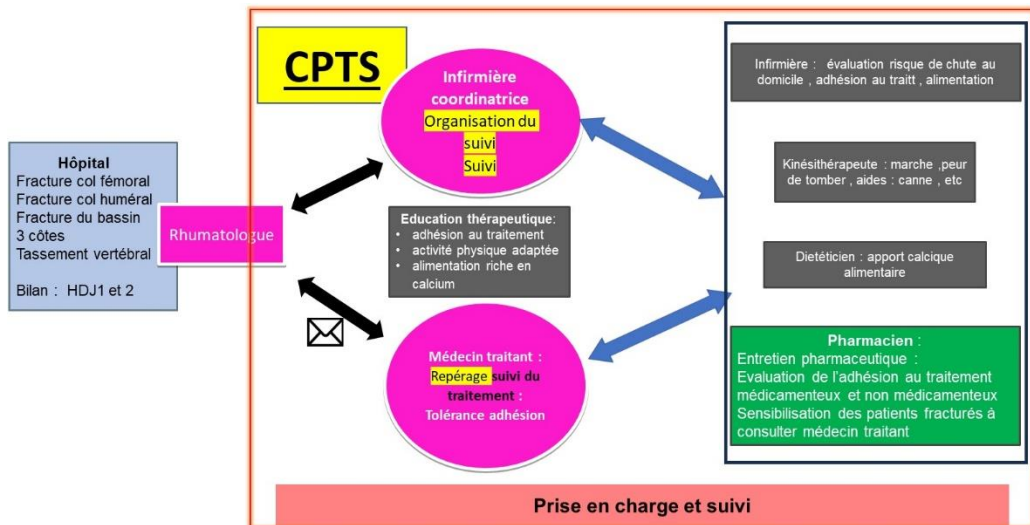 CPTS
Hôpital
Fracture col fémoral
Fracture col huméral
Fracture du bassin
3 côtes
Tassement vertébral
Bilan : HDJ1 et 2
Rhumatologue
Infirmière
coordinatrice
Organisation du
suivi
Suivi
Education thérapeutique:
• adhésion au traitement
• activité physique adaptée
• alimentation riche en
calcium
Médecin traitant :
Repérage suivi du
traitement :
Tolérance adhésion
Infirmière : évaluation risque de chute au
domicile , adhésion au traitt , alimentation
Kinésithérapeute : marche ,peur
de tomber , aides : canne , etc
Dietéticien : apport calcique
alimentaire
Pharmacien :
Entretien pharmaceutique :
Evaluation de l'adhésion au traitement
médicamenteux et non médicamenteux
Sensibilisation des patients fracturés à
consulter médecin traitant
Prise en charge et suivi